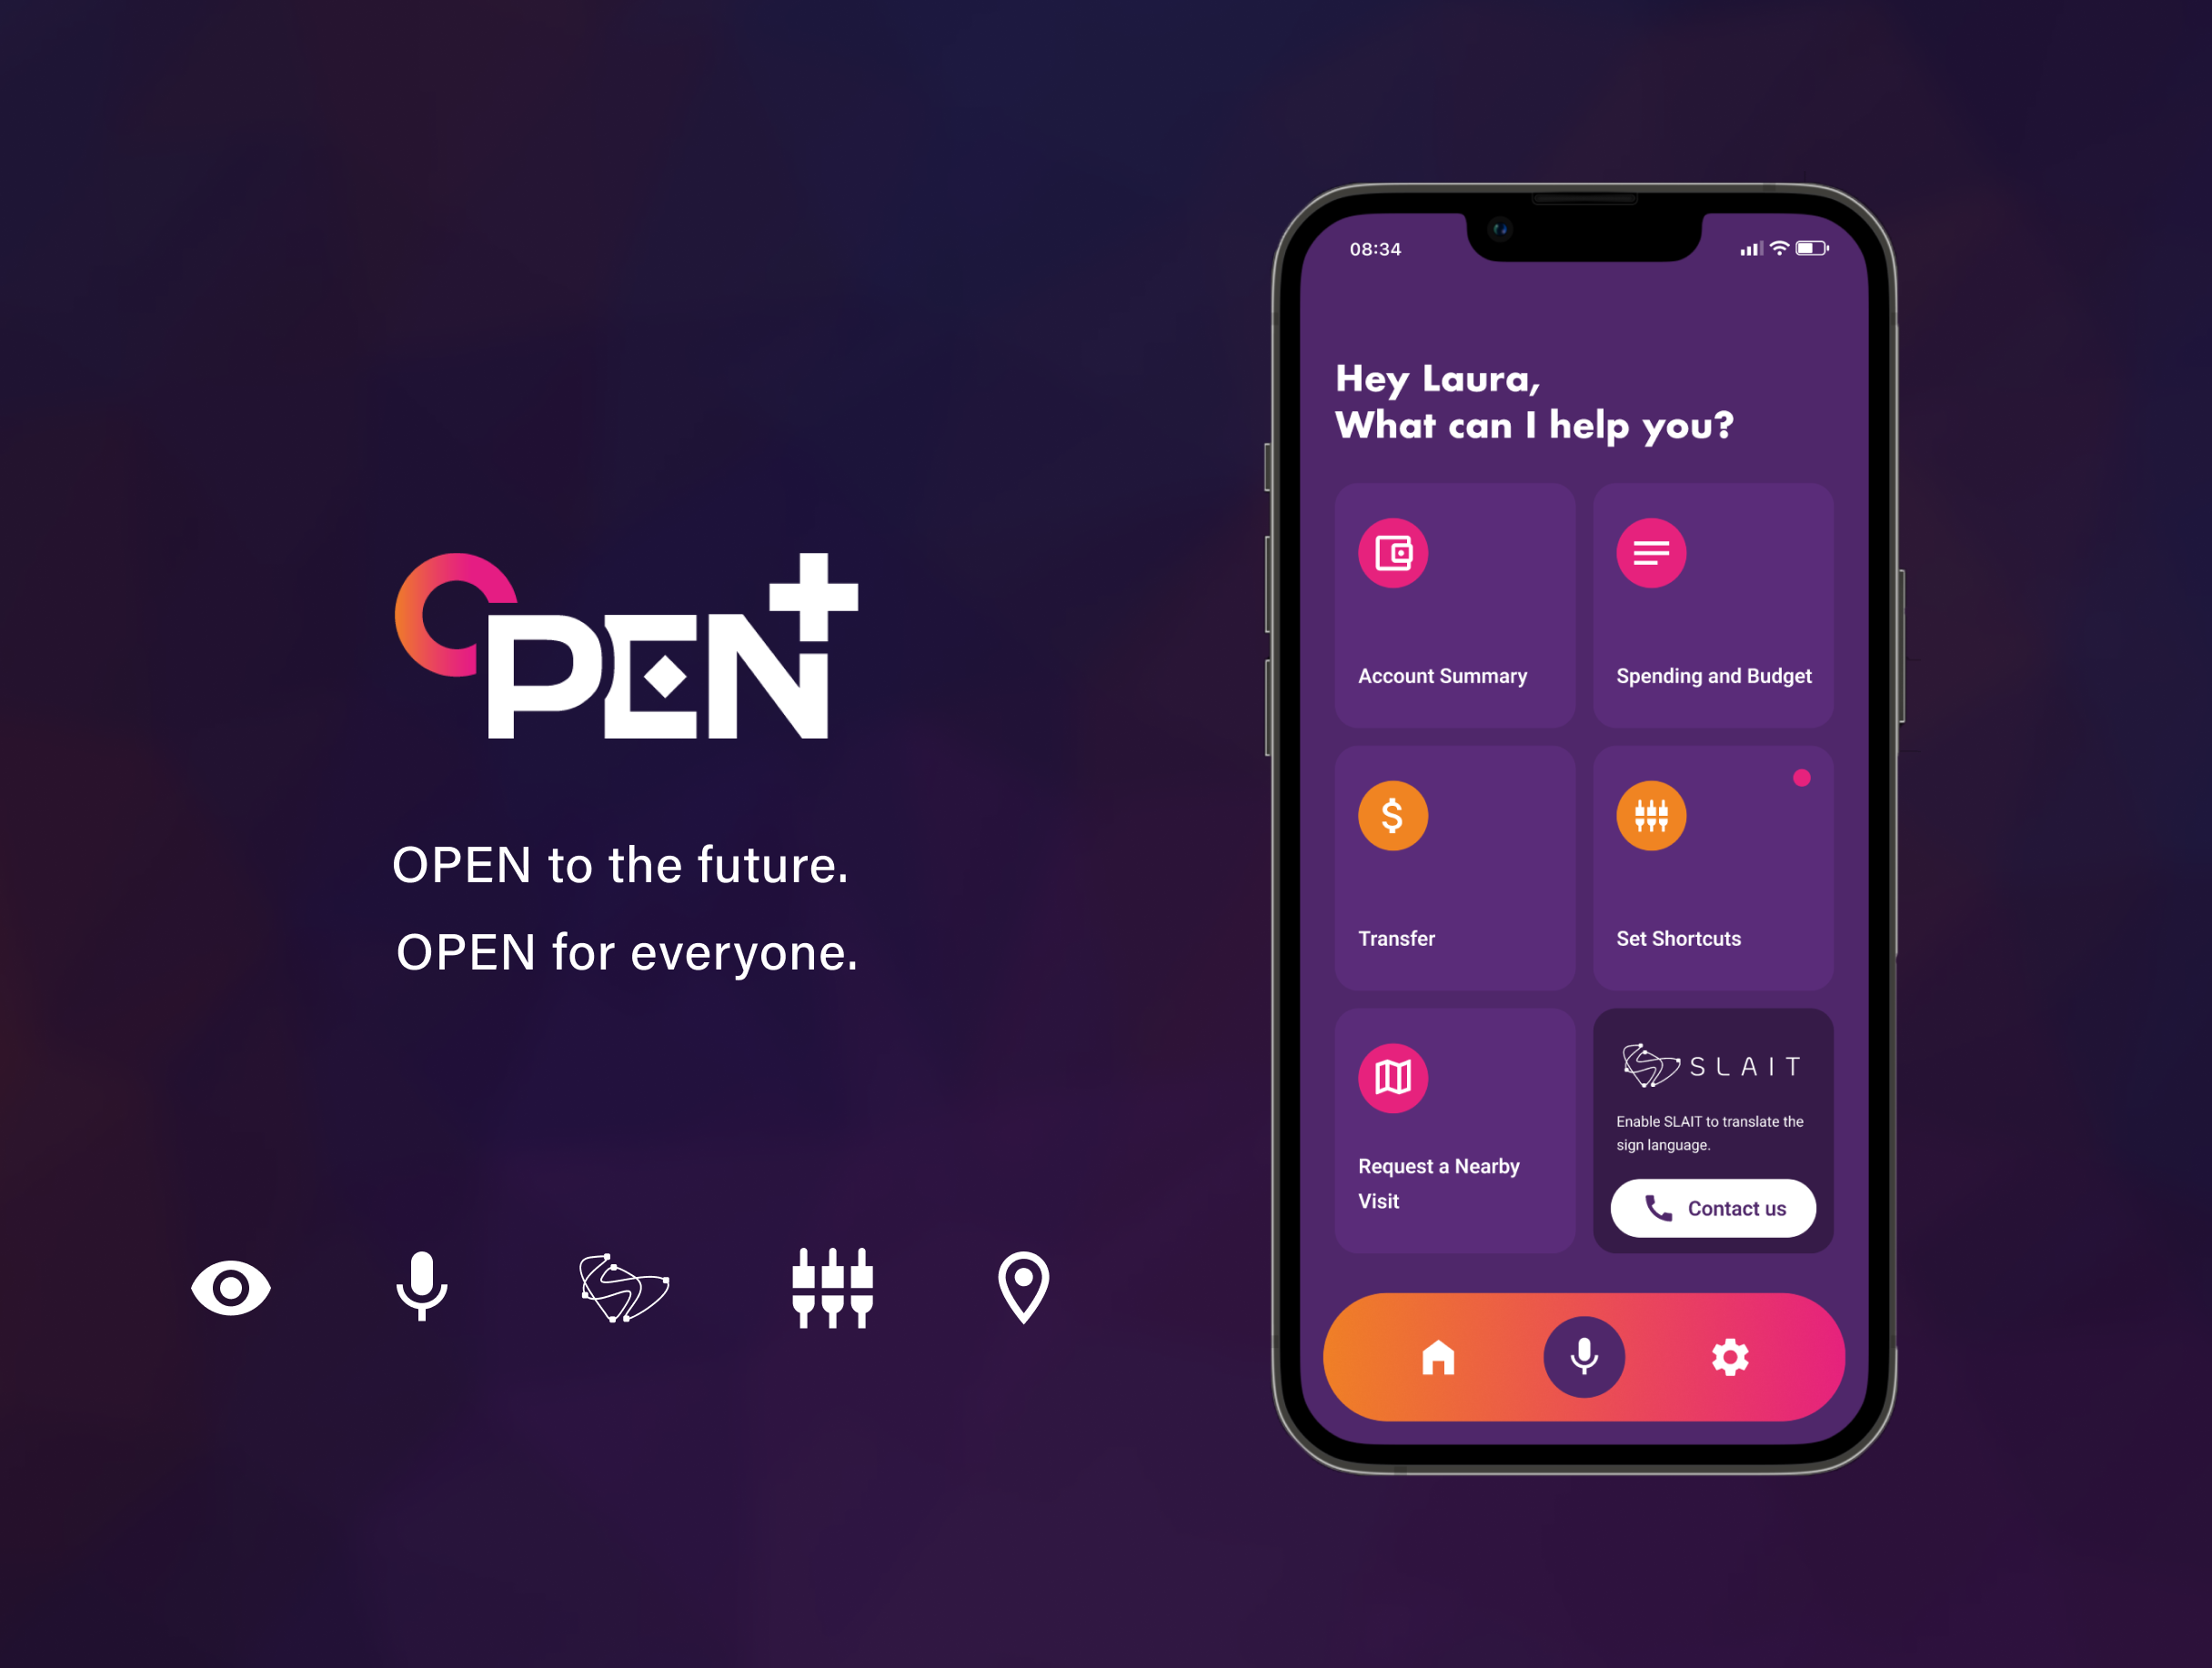 OPEN+
OPEN to the future.
OPEN for everyone.
08:34
Hey Laura,
What can I help you?
Account Summary
Spending and Budget
Transfer
Set Shortcuts
Request a Nearby
Visit
SLAIT
Enable SLAIT to translate the
sign language.
Contact us